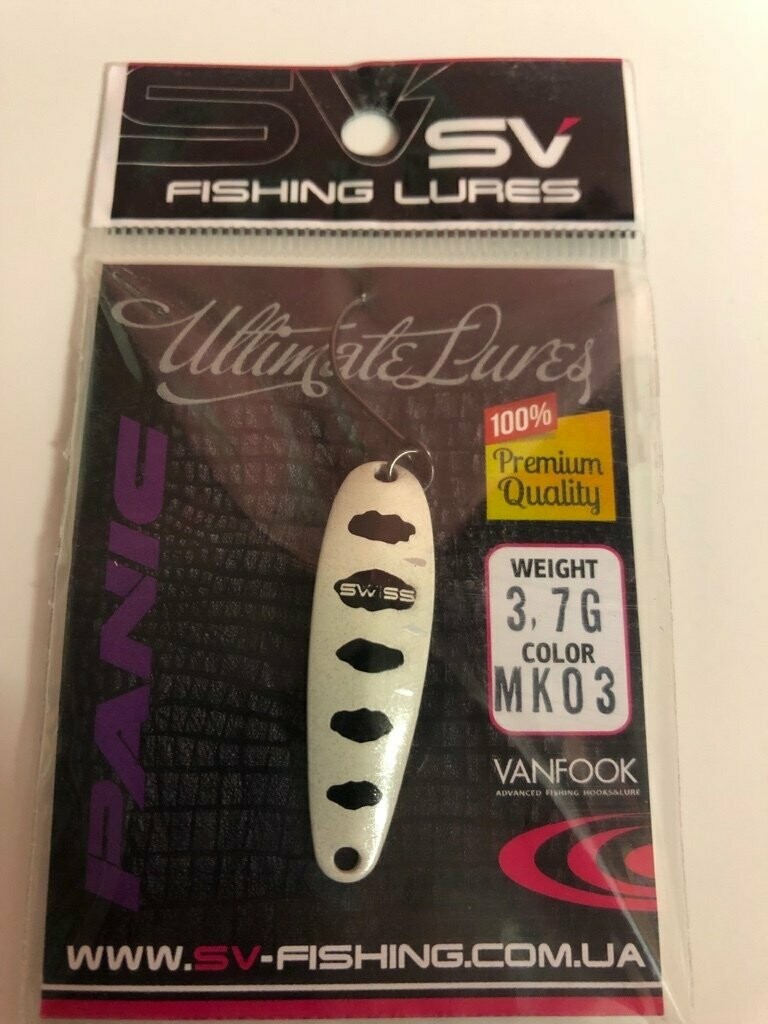 SV
SV
FISHING LURES
Ultimate Lures
100%
Premium
Quality
PANIC
WEIGHT
3,7G
COLOR
MK03
SWISS
VANFOOK
ADVANCED FISHING HOOKS&LURE
WWW.SV-FISHING.COM.UA